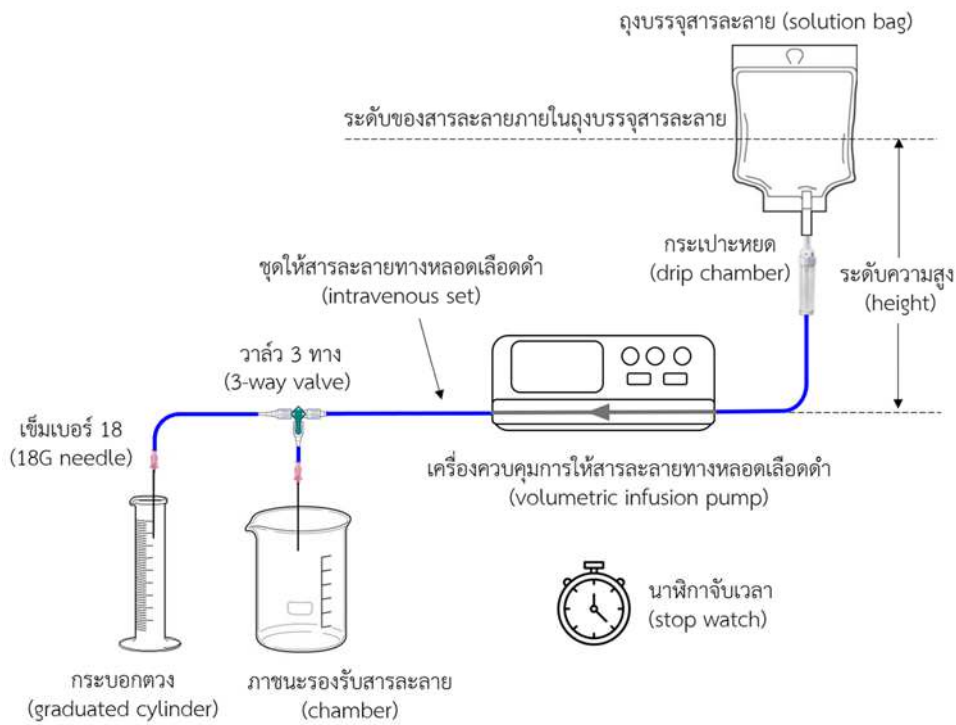 ถุงบรรจุสารละลาย (solution bag)
ระดับของสารละลายภายในถุงบรรจุสารละลาย
กระเปาะหยด
(drip chamber)
ระดับความสูง
(height)
ชุดให้สารละลายทางหลอดเลือดดำ
(intravenous set)
วาล์ว 3 ทาง
(3-way valve)
เข็มเบอร์ 18
(18G needle)
เครื่องควบคุมการให้สารละลายทางหลอดเลือดดำ
(volumetric infusion pump)
นาฬิกาจับเวลา
(stop watch)
กระบอกตวง
(graduated cylinder)
ภาชนะรองรับสารละลาย
(chamber)